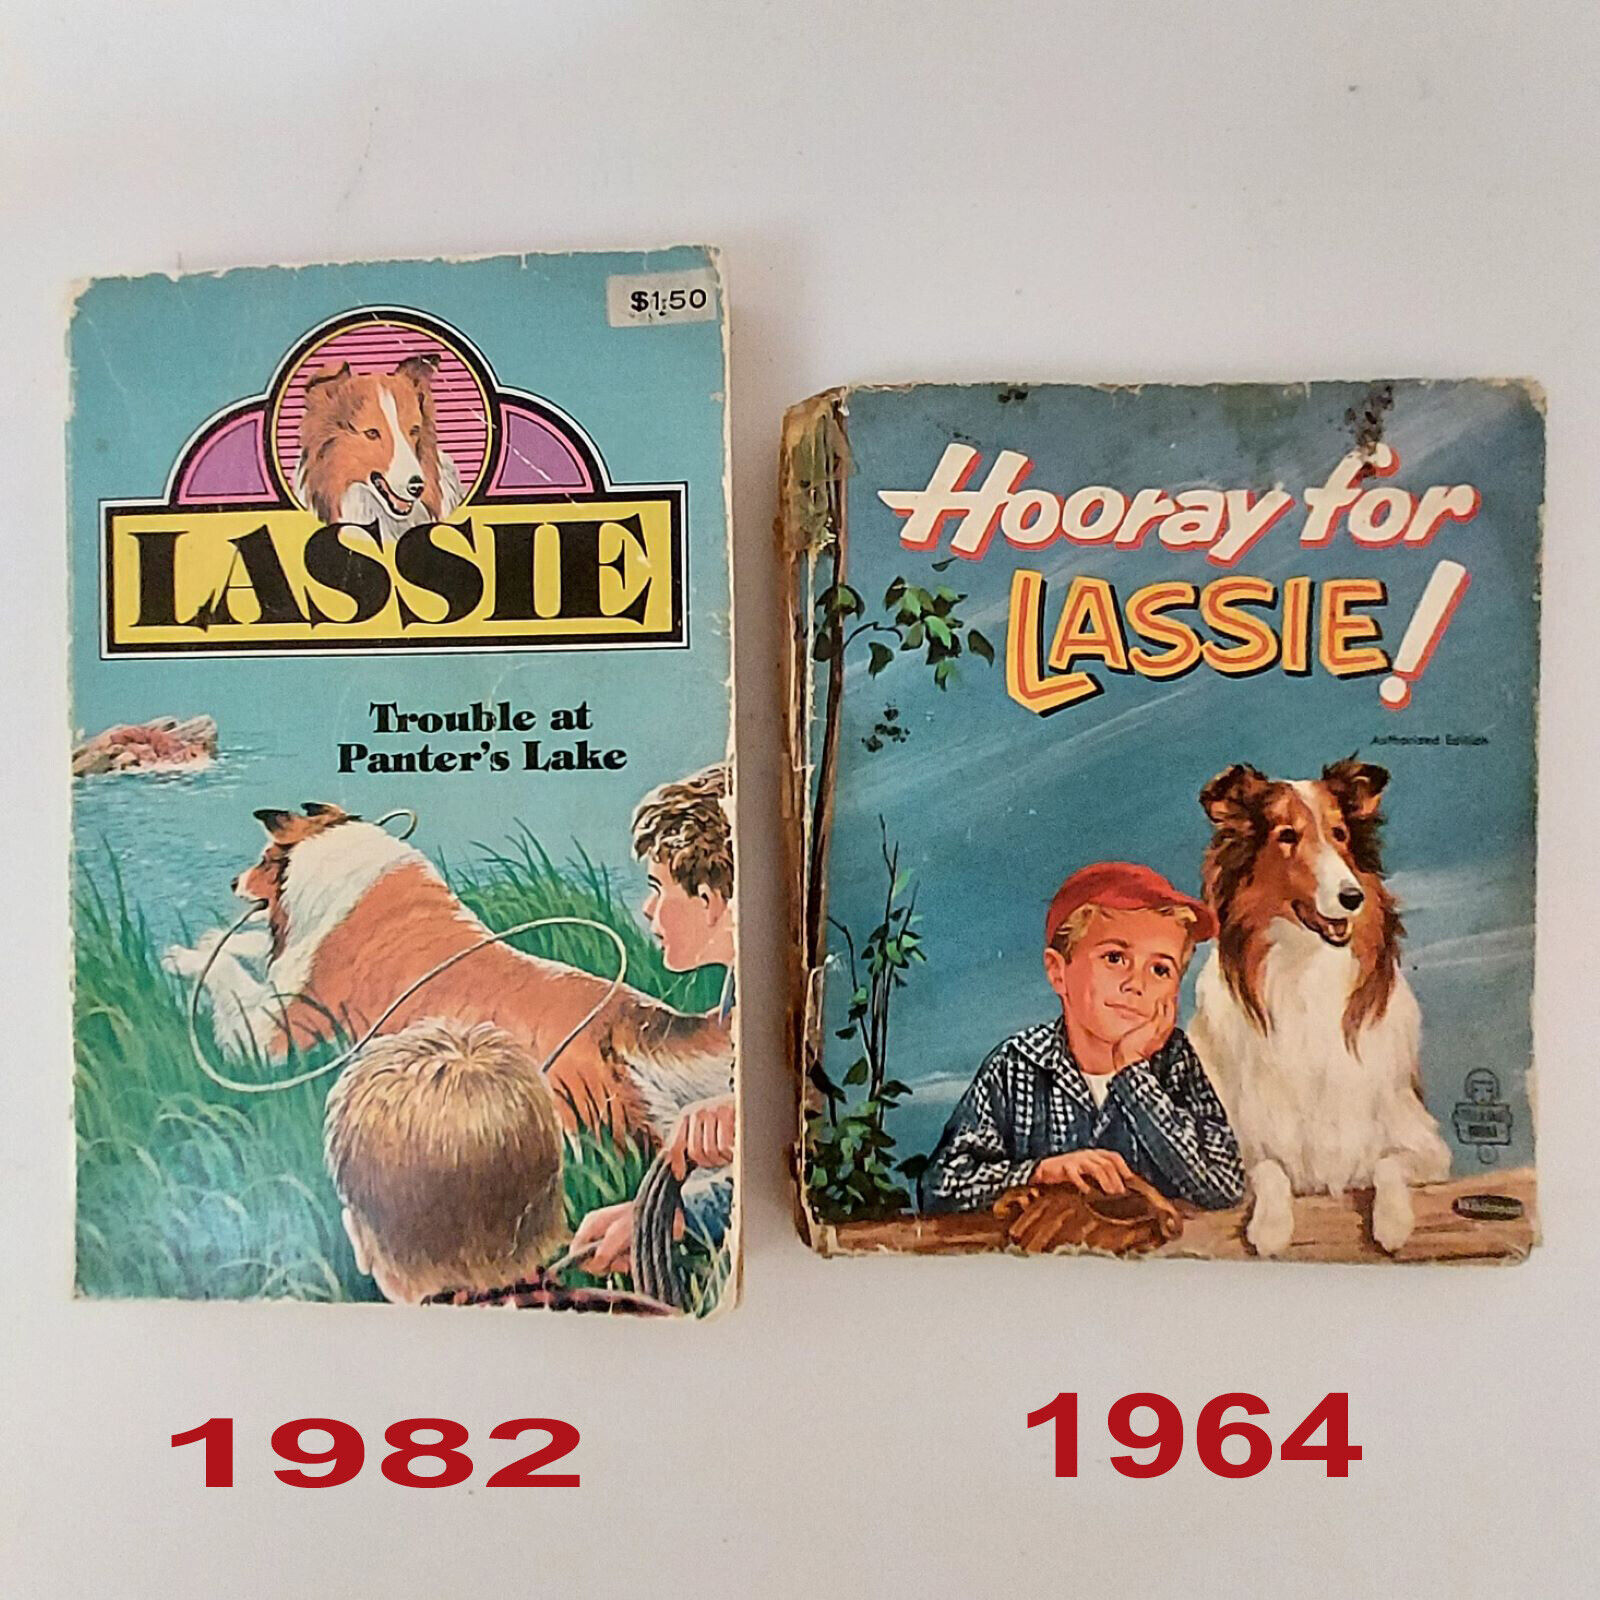 $1.50
LASSIE
Trouble at
Panter's Lake
Hooray for
LASSIE!
Authorized Edition
1982
1964